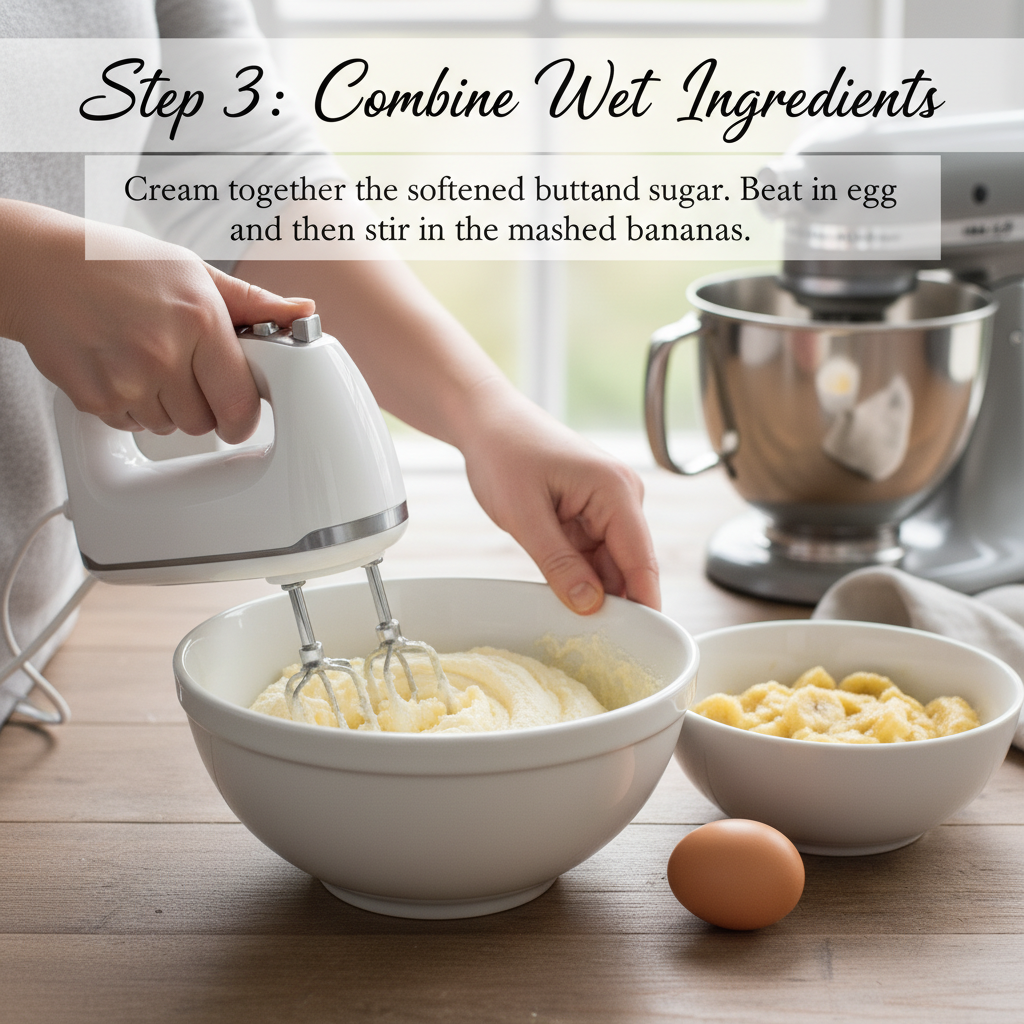 Step 3: Combine Wet Ingredients
Cream together the softened buttand sugar. Beat in egg
and then stir in the mashed bananas.